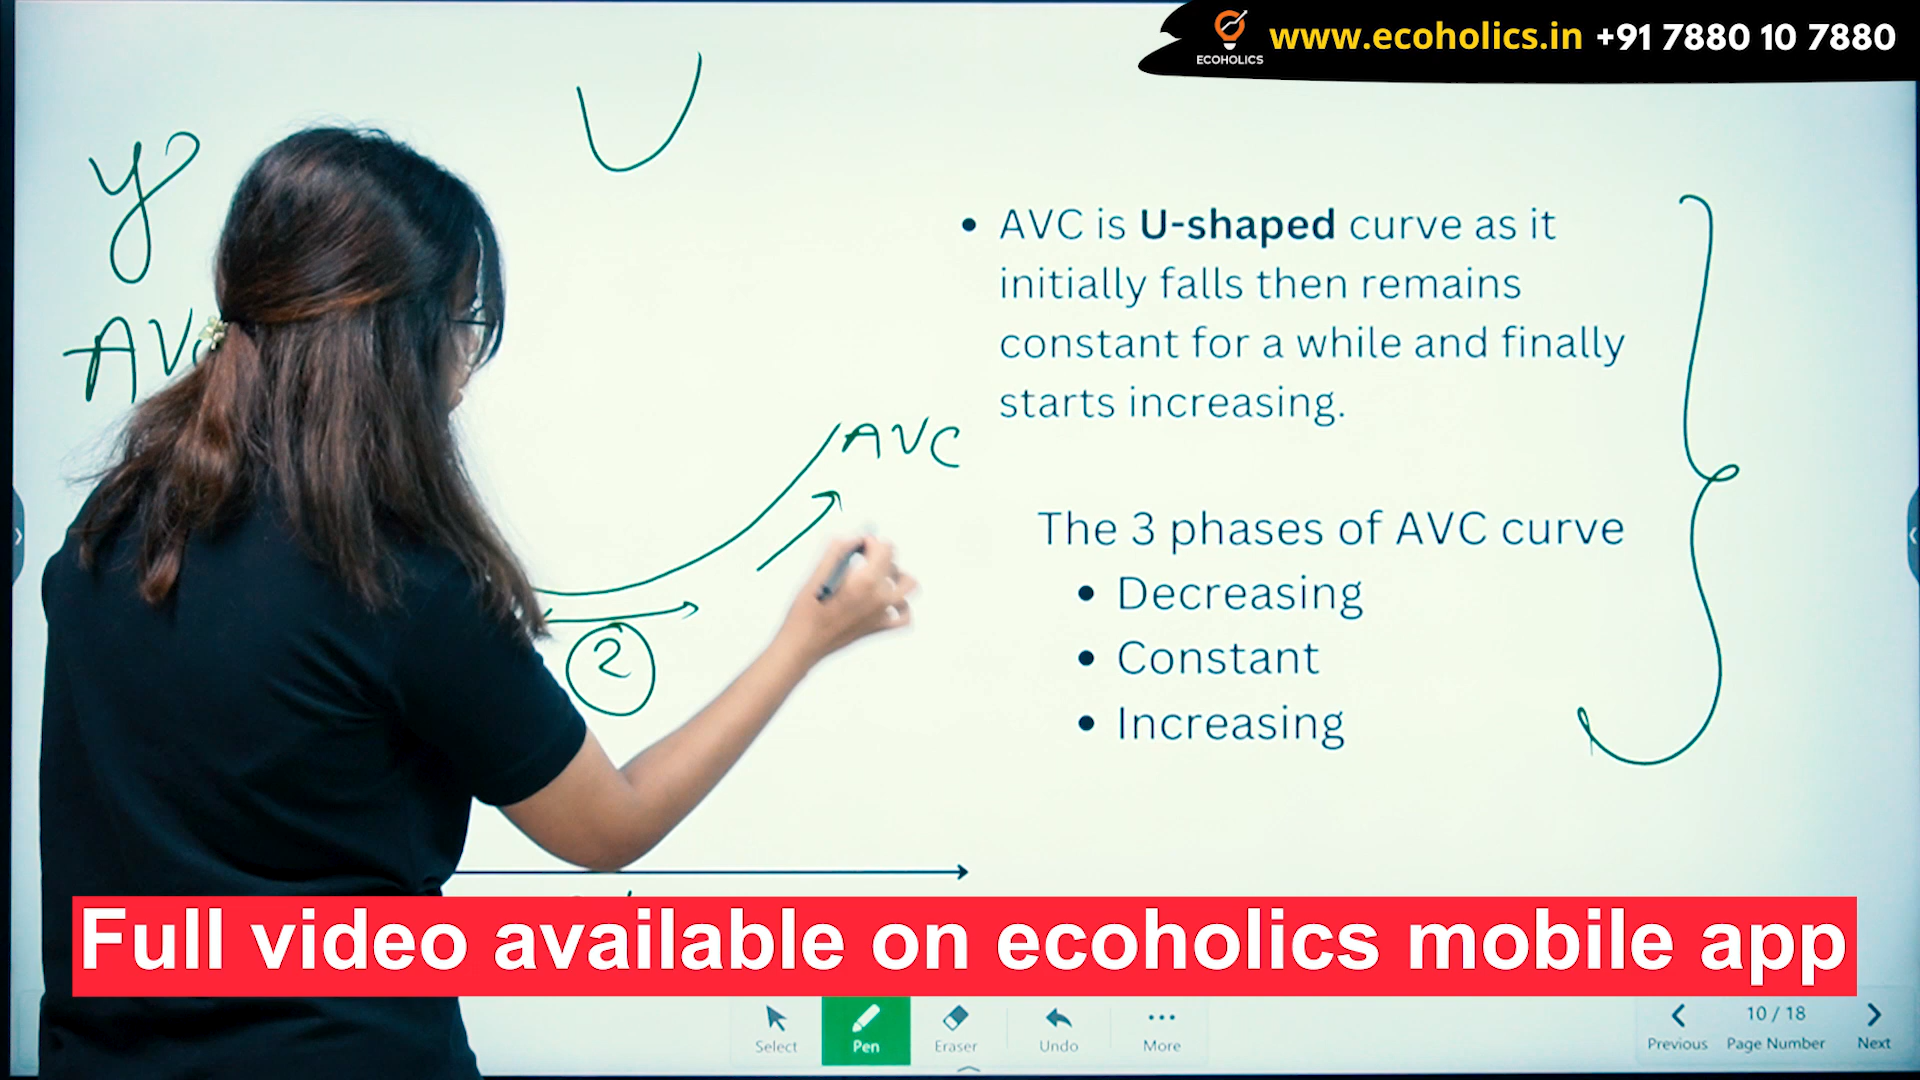 ECOHOLICS
www.ecoholics.in +91 7880 10 7880
y
AVC
AVC
2
• AVC is U-shaped curve as it
initially falls then remains
constant for a while and finally
starts increasing.
The 3 phases of AVC curve
• Decreasing
• Constant
• Increasing
Full video available on ecoholics mobile app
Select
Pen
Eraser
Undo
More
Previous
10 / 18
Page Number
Next